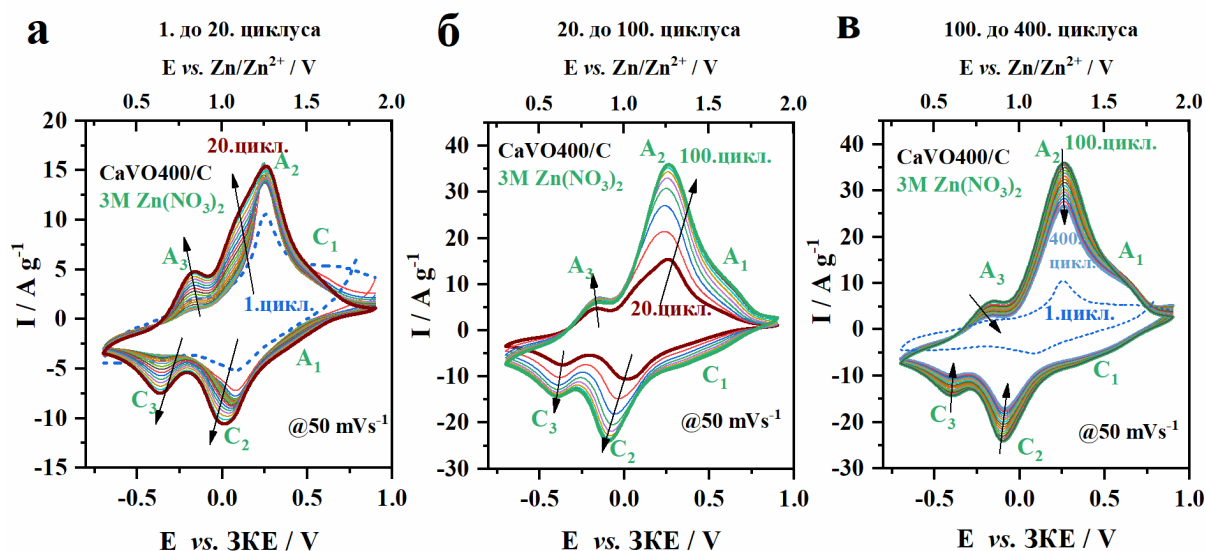 а
1. до 20. циклуса
E vs. Zn/Zn2+ / V
0.5 1.0 1.5 2.0
20
15
10
5
0
-5
-10
-15
I / A g-1
CaVO400/C
3M Zn(NO3)2
20.цикл.
A2
A3
C1
1.цикл.
A1
C3
C2
@50 mVs-1
-0.5 0.0 0.5 1.0
E vs. ЗКЕ / V
б
20. до 100. циклуса
E vs. Zn/Zn2+ / V
0.5 1.0 1.5 2.0
40
30
20
10
0
-10
-20
-30
I / A g-1
CaVO400/C
3M Zn(NO3)2
A2
100.цикл.
A3
A1
20.цикл.
C3
C1
C2
@50 mVs-1
-0.5 0.0 0.5 1.0
E vs. ЗКЕ / V
в
100. до 400. циклуса
E vs. Zn/Zn2+ / V
0.5 1.0 1.5 2.0
40
30
20
10
0
-10
-20
-30
I / A g-1
CaVO400/C
3M Zn(NO3)2
A2
100.цикл.
400.
цикл.
A3
A1
1.цикл.
C3
C1
C2
@50 mVs-1
-0.5 0.0 0.5 1.0
E vs. ЗКЕ / V